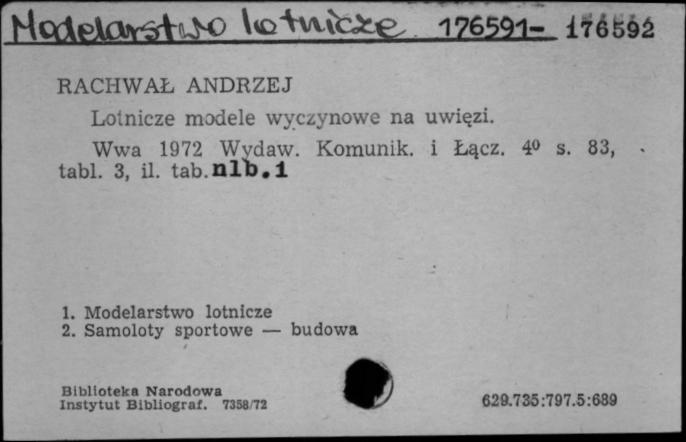 Modelarstwo lotnicze 176591- 176592
RACHWAŁ ANDRZEJ
Lotnicze modele wyczynowe na uwięzi.
Wwa 1972 Wydaw. Komunik. i Łącz. 4⁰ s. 83,
tabl. 3, il. tab. nlb.1
1. Modelarstwo lotnicze
2. Samoloty sportowe — budowa
Biblioteka Narodowa
Instytut Bibliograf. 7358/72
629.735:797.5:689